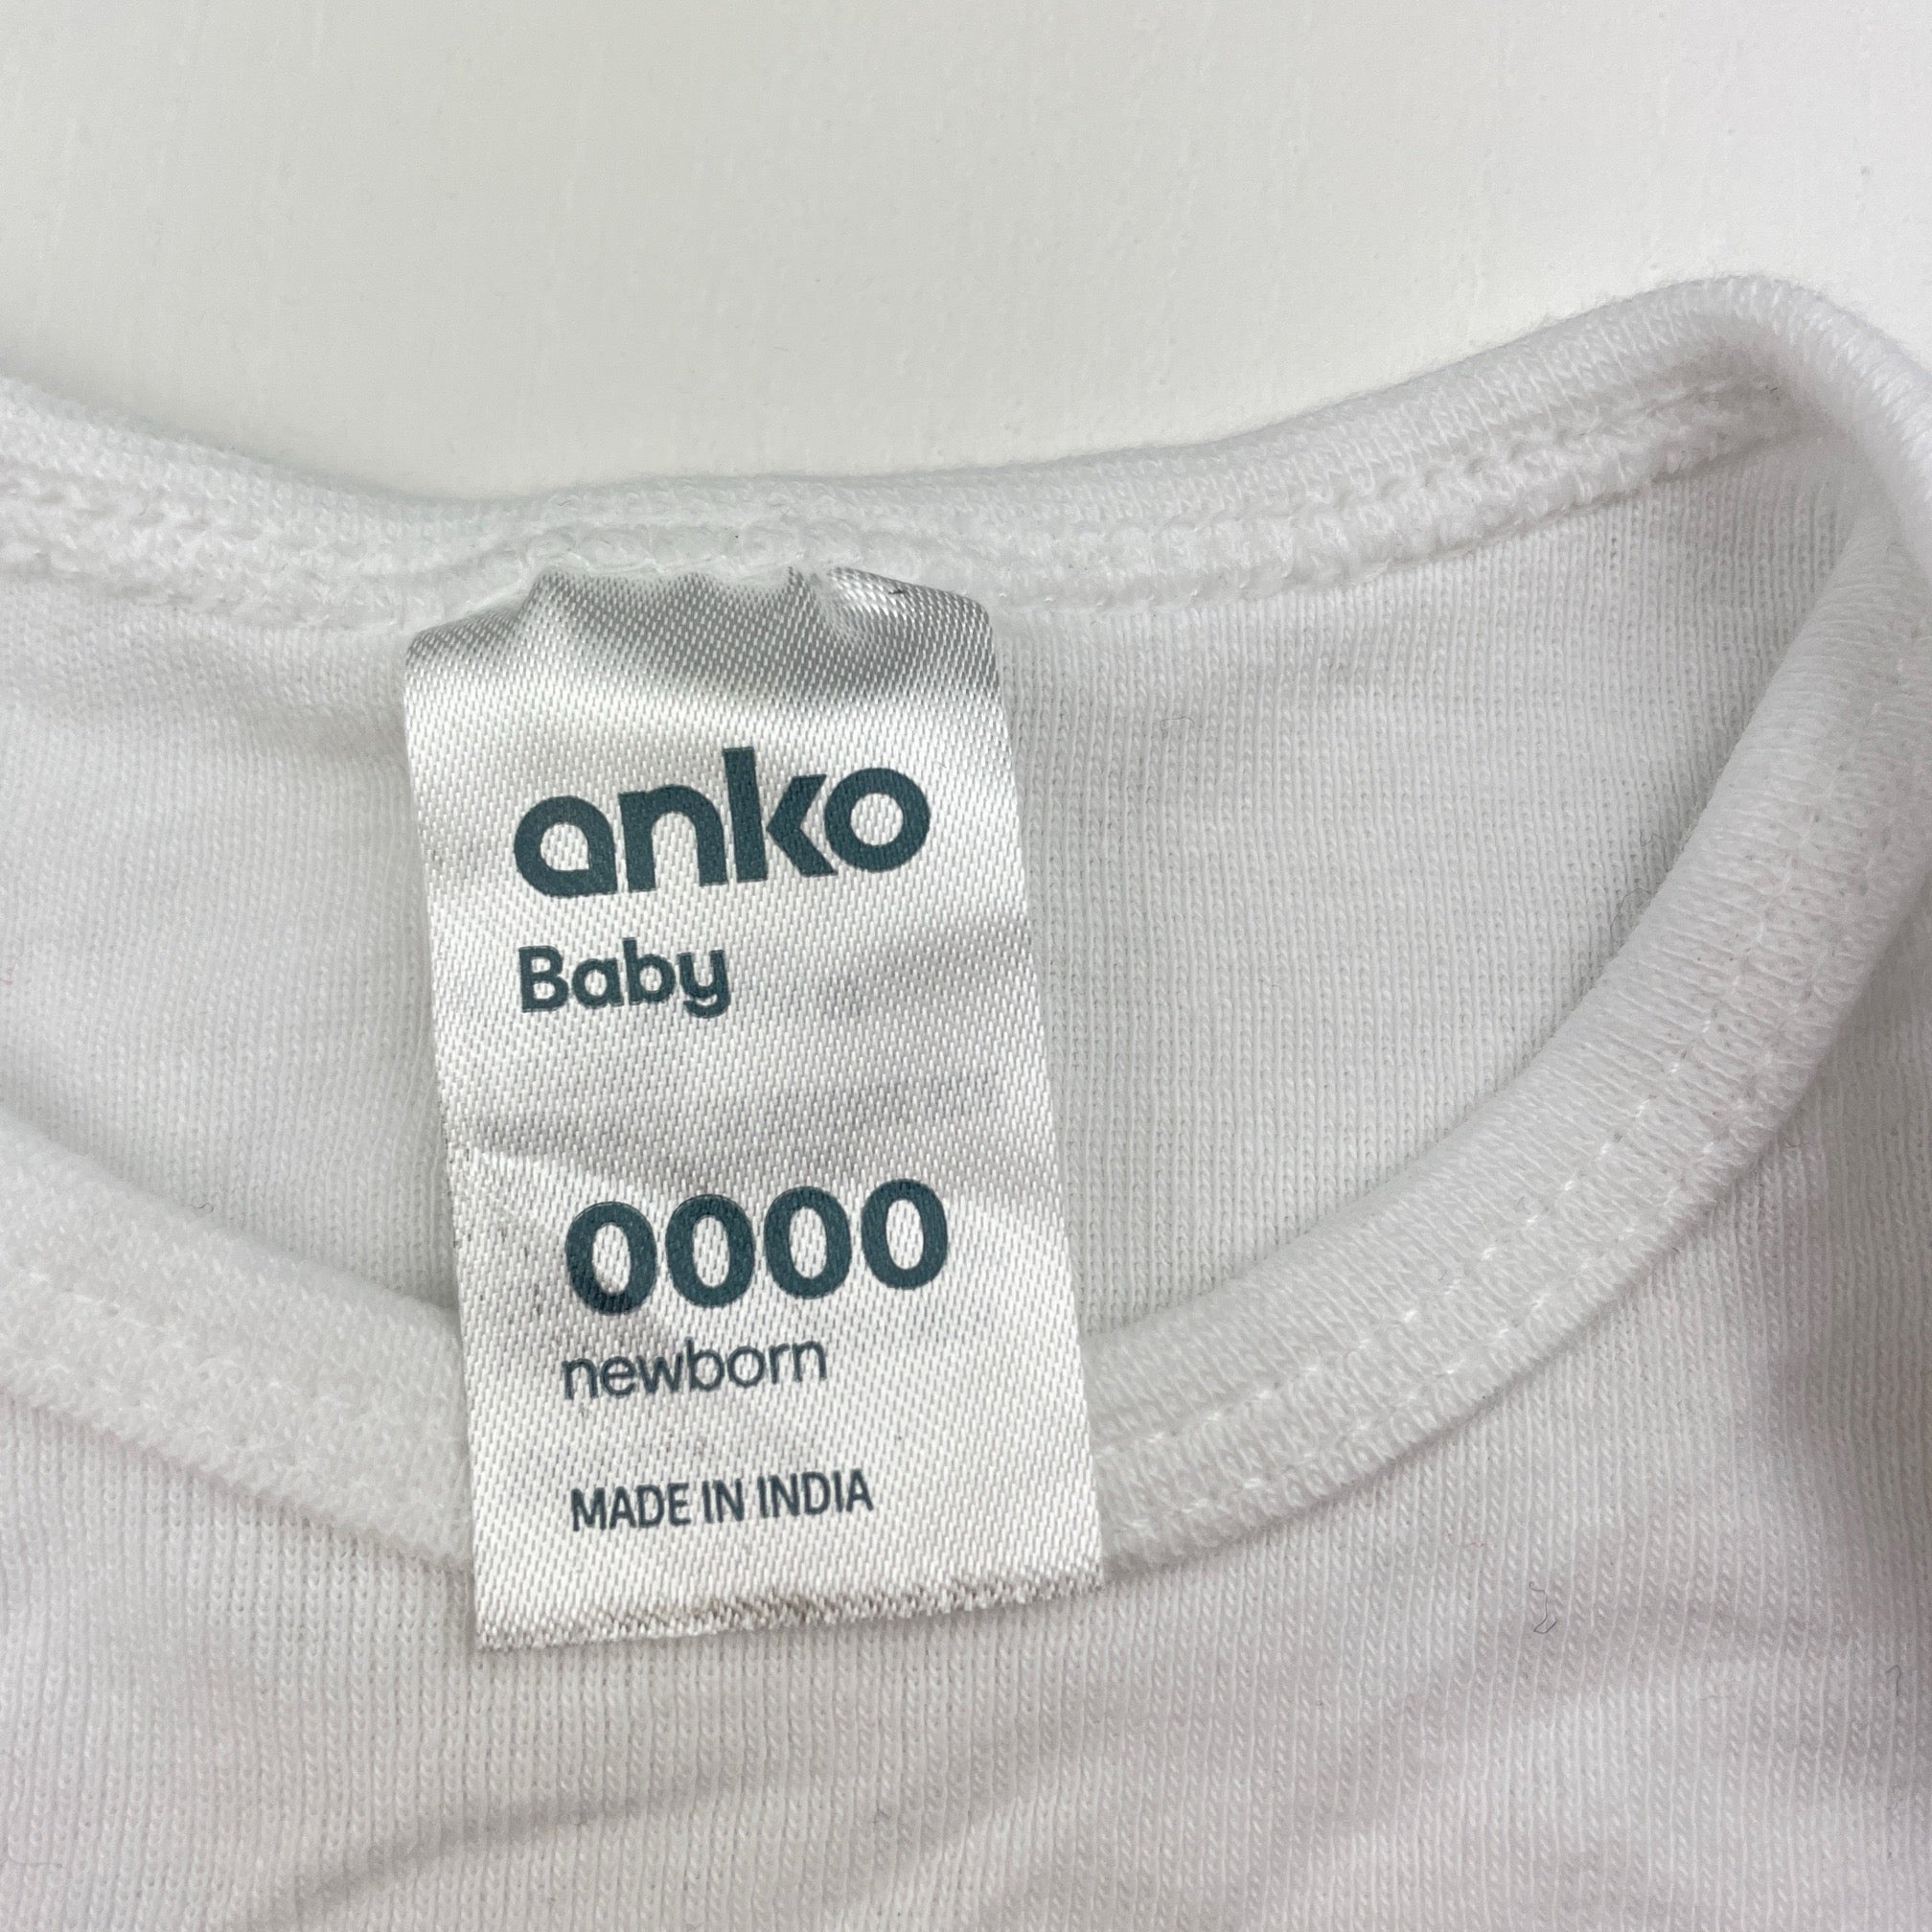 anko
Baby
0000
newborn
MADE IN INDIA